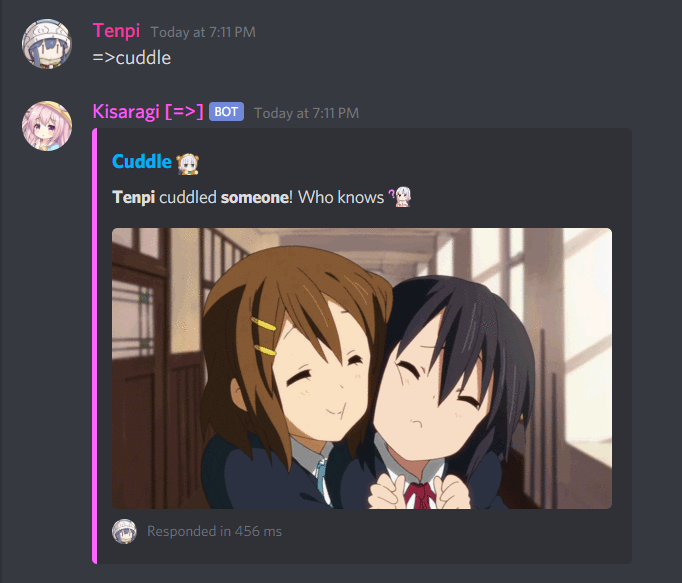 Tenpi Today at 7:11 PM
=>cuddle
Kisaragi [=>] BOT Today at 7:11 PM
Cuddle
Tenpi cuddled someone! Who knows
Responded in 456 ms